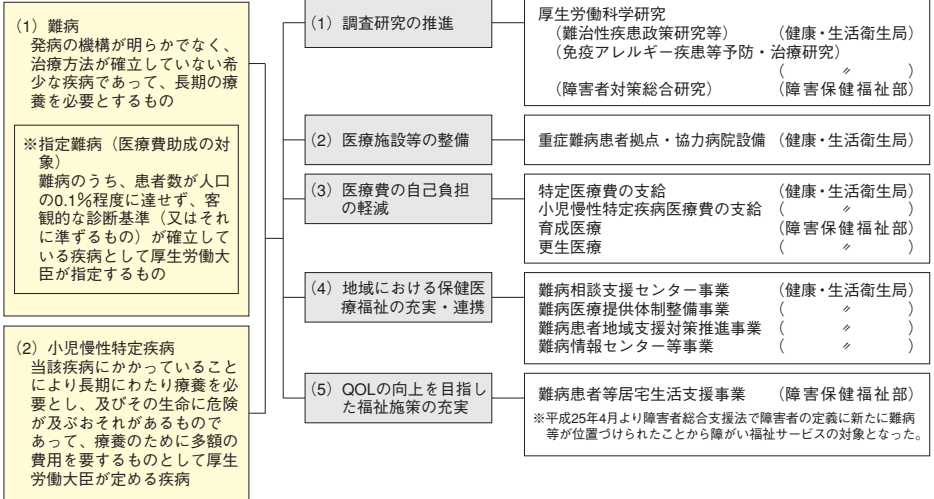 (1) 難病
発病の機構が明らかでなく、
治療方法が確立していない希
少な疾病であって、長期の療
養を必要とするもの
※指定難病(医療費助成の対
象)
難病のうち、患者数が人口
の0.1%程度に達せず、客
観的な診断基準(又はそれ
に準ずるもの)が確立して
いる疾病として厚生労働大
臣が指定するもの
(2) 小児慢性特定疾病
当該疾病にかかっていること
により長期にわたり療養を必
要とし、及びその生命に危険
が及ぶおそれがあるもので
あって、療養のために多額の
費用を要するものとして厚生
労働大臣が定める疾病
(1) 調査研究の推進
厚生労働科学研究
(難治性疾患政策研究等) (健康・生活衛生局)
(免疫アレルギー疾患等予防・治療研究)
( 〃 )
(障害者対策総合研究) (障害保健福祉部)
(2) 医療施設等の整備
重症難病患者拠点・協力病院設備 (健康・生活衛生局)
(3) 医療費の自己負担
の軽減
特定医療費の支給 (健康・生活衛生局)
小児慢性特定疾病医療費の支給 ( 〃 )
育成医療 (障害保健福祉部)
更生医療 ( 〃 )
(4) 地域における保健医
療福祉の充実・連携
難病相談支援センター事業 (健康・生活衛生局)
難病医療提供体制整備事業 ( 〃 )
難病患者地域支援対策推進事業 ( 〃 )
難病情報センター等事業 ( 〃 )
(5) QOLの向上を目指し
た福祉施策の充実
難病患者等居宅生活支援事業 (障害保健福祉部)
※平成25年4月より障害者総合支援法で障害者の定義に新たに難病
等が位置づけられたことから障がい福祉サービスの対象となった。